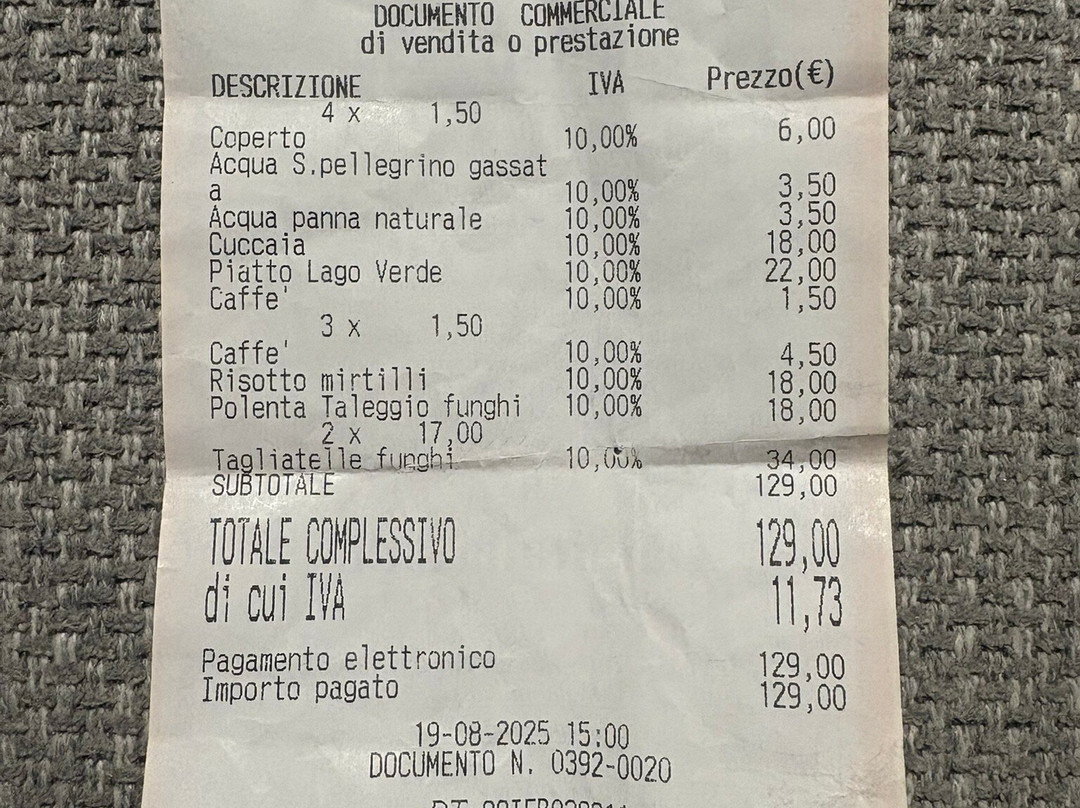 DOCUMENTO COMMERCIALE
di vendita o prestazione
DESCRIZIONE IVA Prezzo(€)
4 x 1,50
Coperto 10,00% 6,00
Acqua S.pellegrino gassat
a 10,00% 3,50
Acqua panna naturale 10,00% 3,50
Cuccaia 10,00% 18,00
Piatto Lago Verde 10,00% 22,00
Caffe' 10,00% 1,50
3 x 1,50
Caffe' 10,00% 4,50
Risotto mirtilli 10,00% 18,00
Polenta Taleggio funghi 10,00% 18,00
2 x 17,00
Tagliatelle funghi 10,00% 34,00
SUBTOTALE 129,00
TOTALE COMPLESSIVO 129,00
di cui IVA 11,73
Pagamento elettronico 129,00
Importo pagato 129,00
19-08-2025 15:00
DOCUMENTO N. 0392-0020